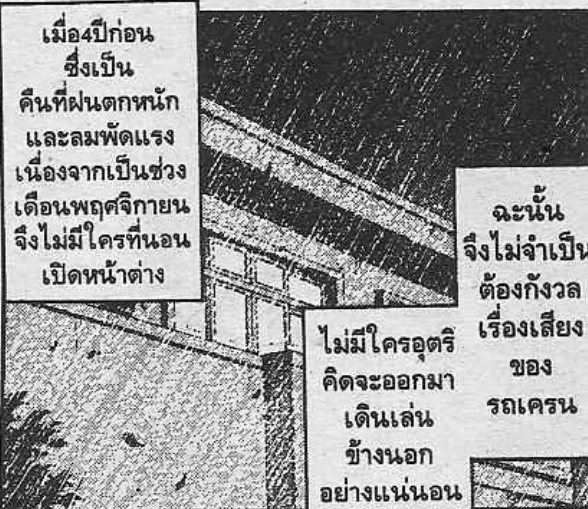 เมื่อ4ปีก่อน
ซึ่งเป็น
คืนที่ฝนตกหนัก
และลมพัดแรง
เนื่องจากเป็นช่วง
เดือนพฤศจิกายน
จึงไม่มีใครที่นอน
เปิดหน้าต่าง
ฉะนั้น
จึงไม่จำเป็น
ต้องกังวล
เรื่องเสียง
ของ
รถเครน
ไม่มีใครอุตริ
คิดจะออกมา
เดินเล่น
ข้างนอก
อย่างแน่นอน